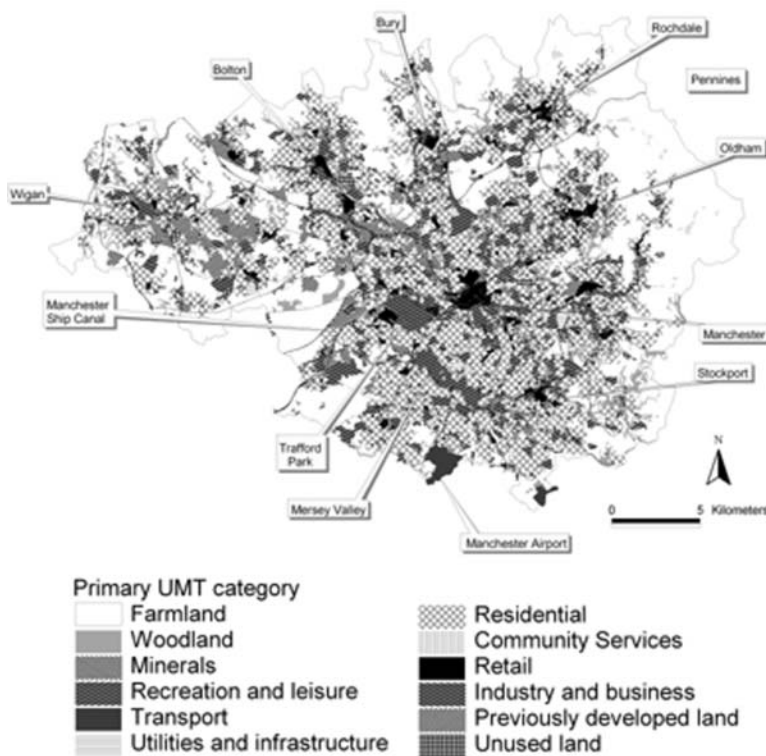 Bury
Rochdale
Bolton
Pennines
Oldham
Wigan
Manchester
Ship Canal
Manchester
Stockport
Trafford
Park
N
Mersey Valley
0 5 Kilometers
Manchester Airport
Primary UMT category
Farmland
Woodland
Minerals
Recreation and leisure
Transport
Utilities and infrastructure
Residential
Community Services
Retail
Industry and business
Previously developed land
Unused land